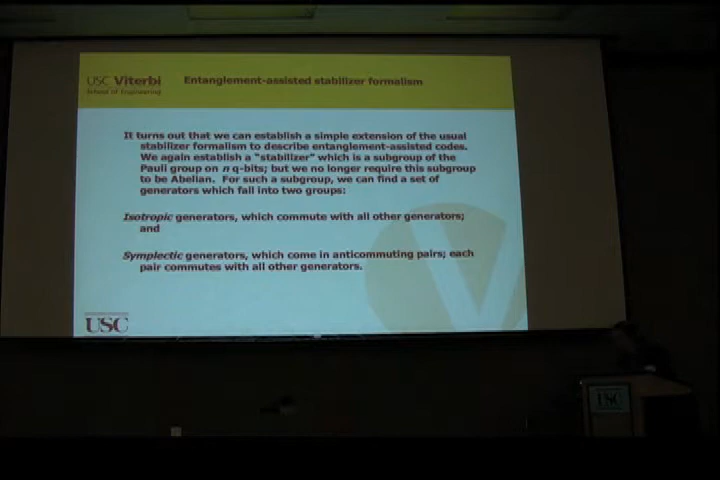 USC Viterbi
School of Engineering
Entanglement-assisted stabilizer formalism
It turns out that we can establish a simple extension of the usual
stabilizer formalism to describe entanglement-assisted codes.
We again establish a "stabilizer" which is a subgroup of the
Pauli group on n q-bits; but we no longer require this subgroup
to be Abelian. For such a subgroup, we can find a set of
generators which fall into two groups:
Isotropic generators, which commute with all other generators;
and
Symplectic generators, which come in anticommuting pairs; each
pair commutes with all other generators.
USC
USC